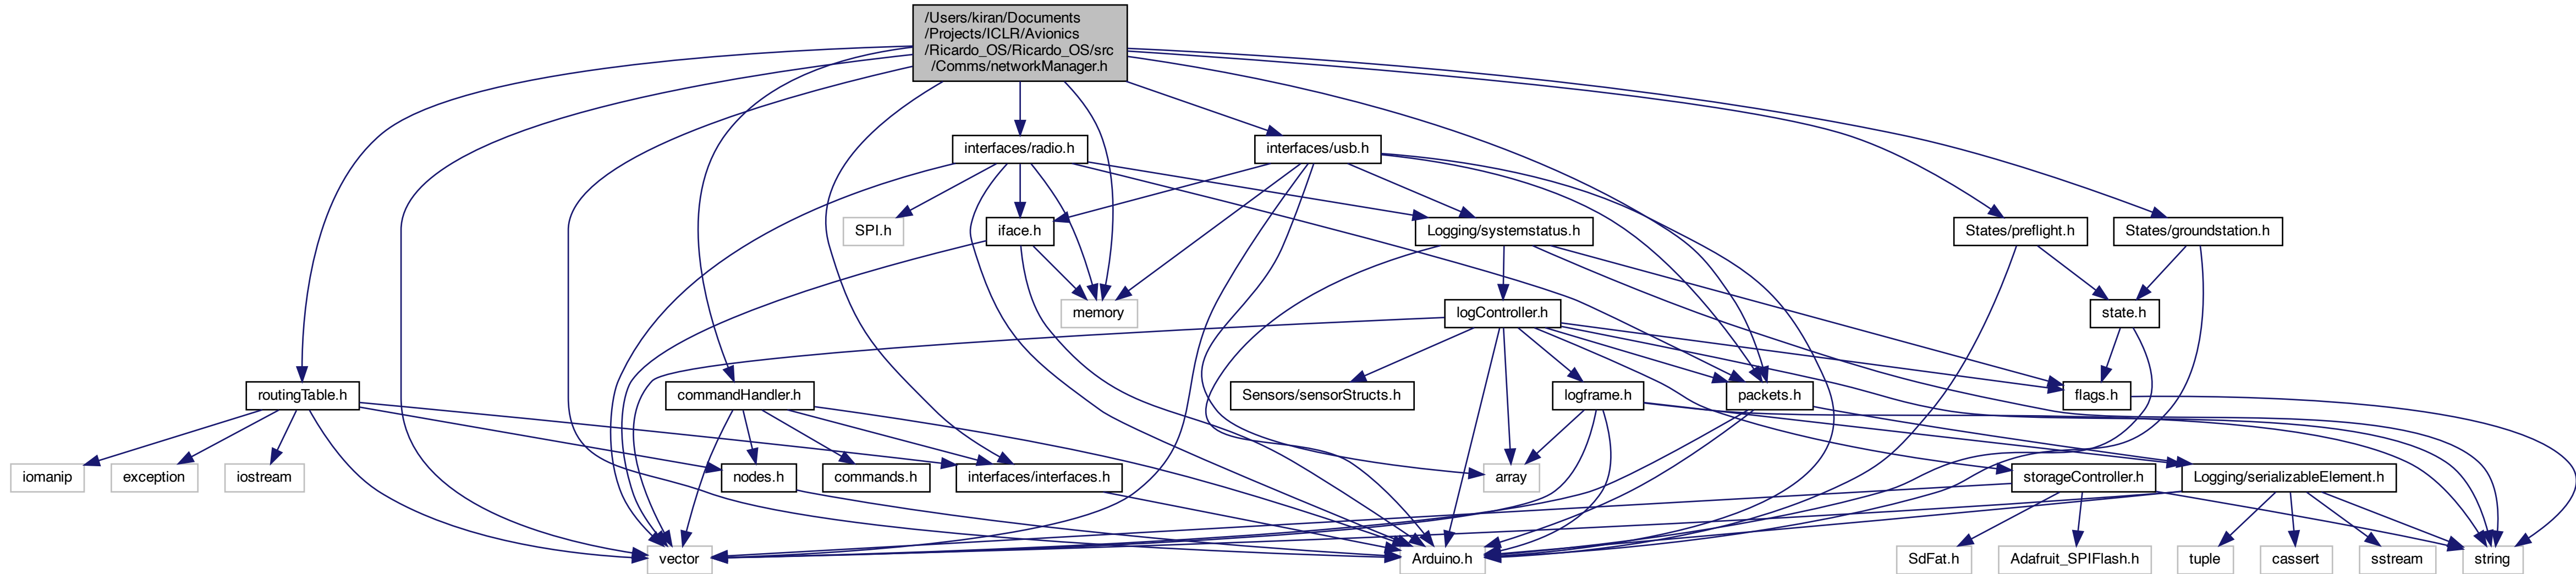 /Users/kiran/Documents
/Projects/ICLR/Avionics
/Ricardo_OS/Ricardo_OS/src
/Comms/networkManager.h
interfaces/radio.h
interfaces/usb.h
SPI.h
iface.h
Logging/systemstatus.h
States/preflight.h
States/groundstation.h
memory
logController.h
state.h
routingTable.h
commandHandler.h
Sensors/sensorStructs.h
logframe.h
packets.h
flags.h
iomanip
exception
iostream
nodes.h
commands.h
interfaces/interfaces.h
array
storageController.h
Logging/serializableElement.h
vector
Arduino.h
SdFat.h
Adafruit_SPIFlash.h
tuple
cassert
sstream
string